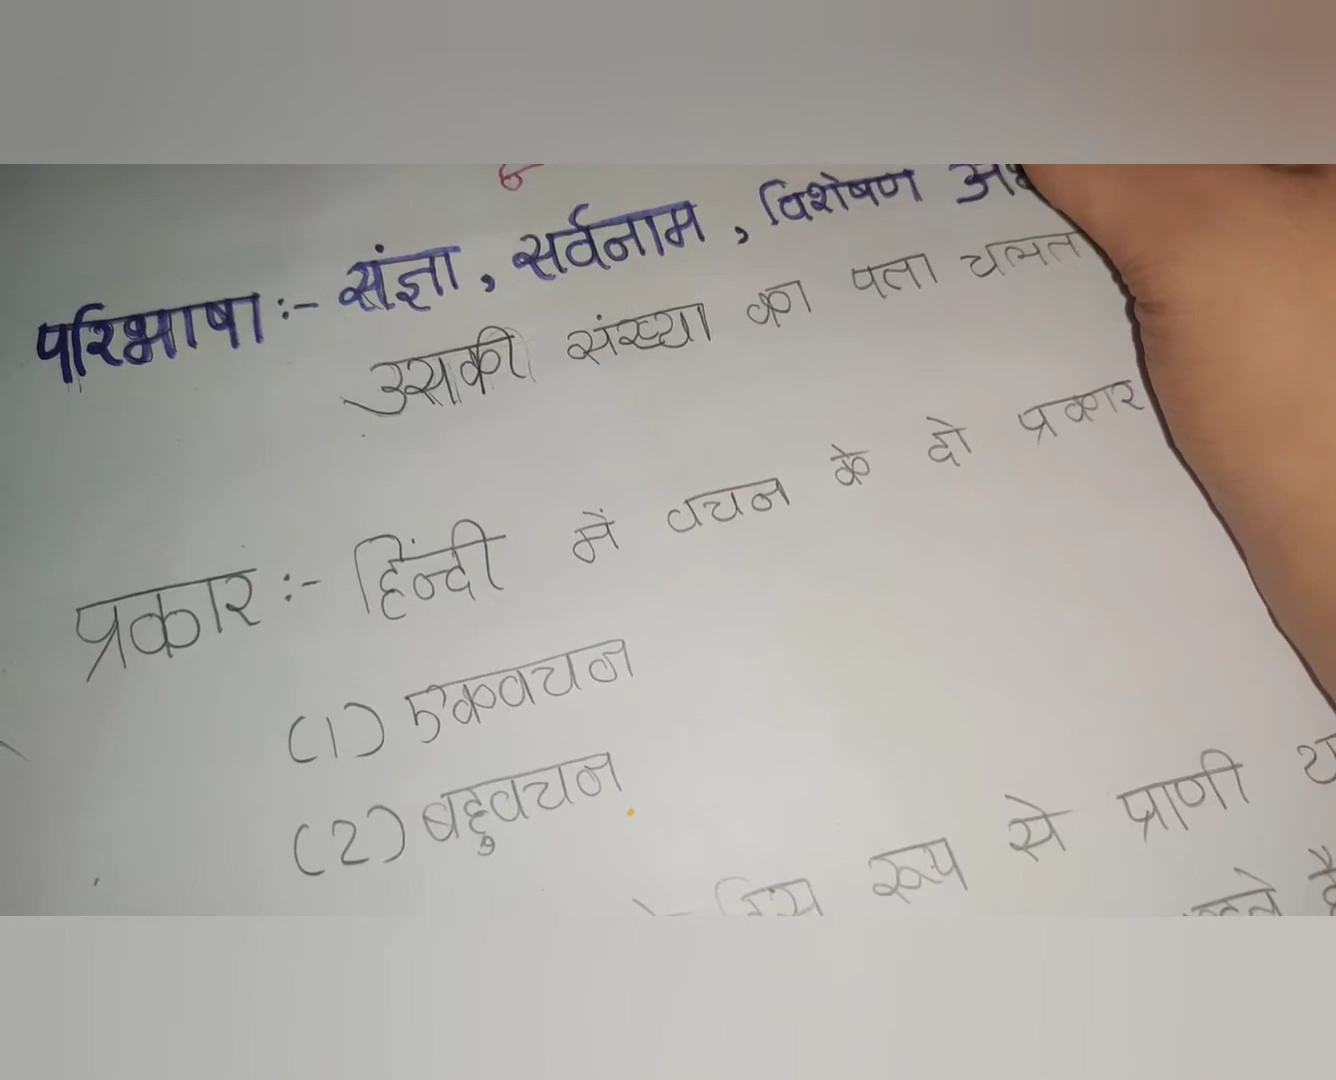 परिभाषा :- संज्ञा, सर्वनाम, विशेषण
उसकी संख्या का पता
प्रकार :- हिंन्दी में वचन के दो प्रकार
(1) एकवचन
(2) बहुवचन
रूप से प्राणी